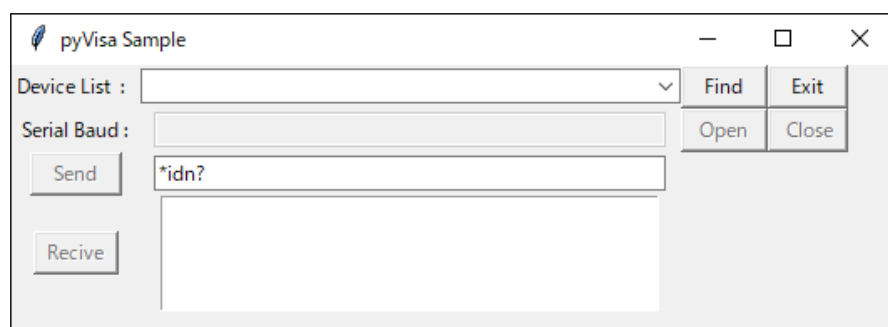 pyVisa Sample
Device List : Find Exit
Serial Baud : Open Close
Send *idn?
Recive